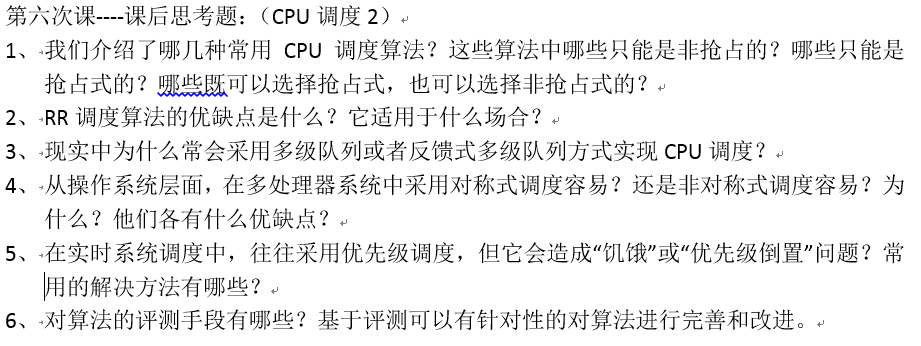 第六次课----课后思考题：（CPU 调度 2）
1、我们介绍了哪几种常用 CPU 调度算法？这些算法中哪些只能是非抢占的？哪些只能是
抢占式的？哪些既可以选择抢占式，也可以选择非抢占式的？
2、RR 调度算法的优缺点是什么？它适用于什么场合？
3、现实中为什么常会采用多级队列或者反馈式多级队列方式实现 CPU 调度？
4、从操作系统层面，在多处理器系统中采用对称式调度容易？还是非对称式调度容易？为
什么？他们各有什么优缺点？
5、在实时系统调度中，往往采用优先级调度，但它会造成“饥饿”或“优先级倒置”问题？常
用的解决方法有哪些？
6、对算法的评测手段有哪些？基于评测可以有针对性的对算法进行完善和改进。